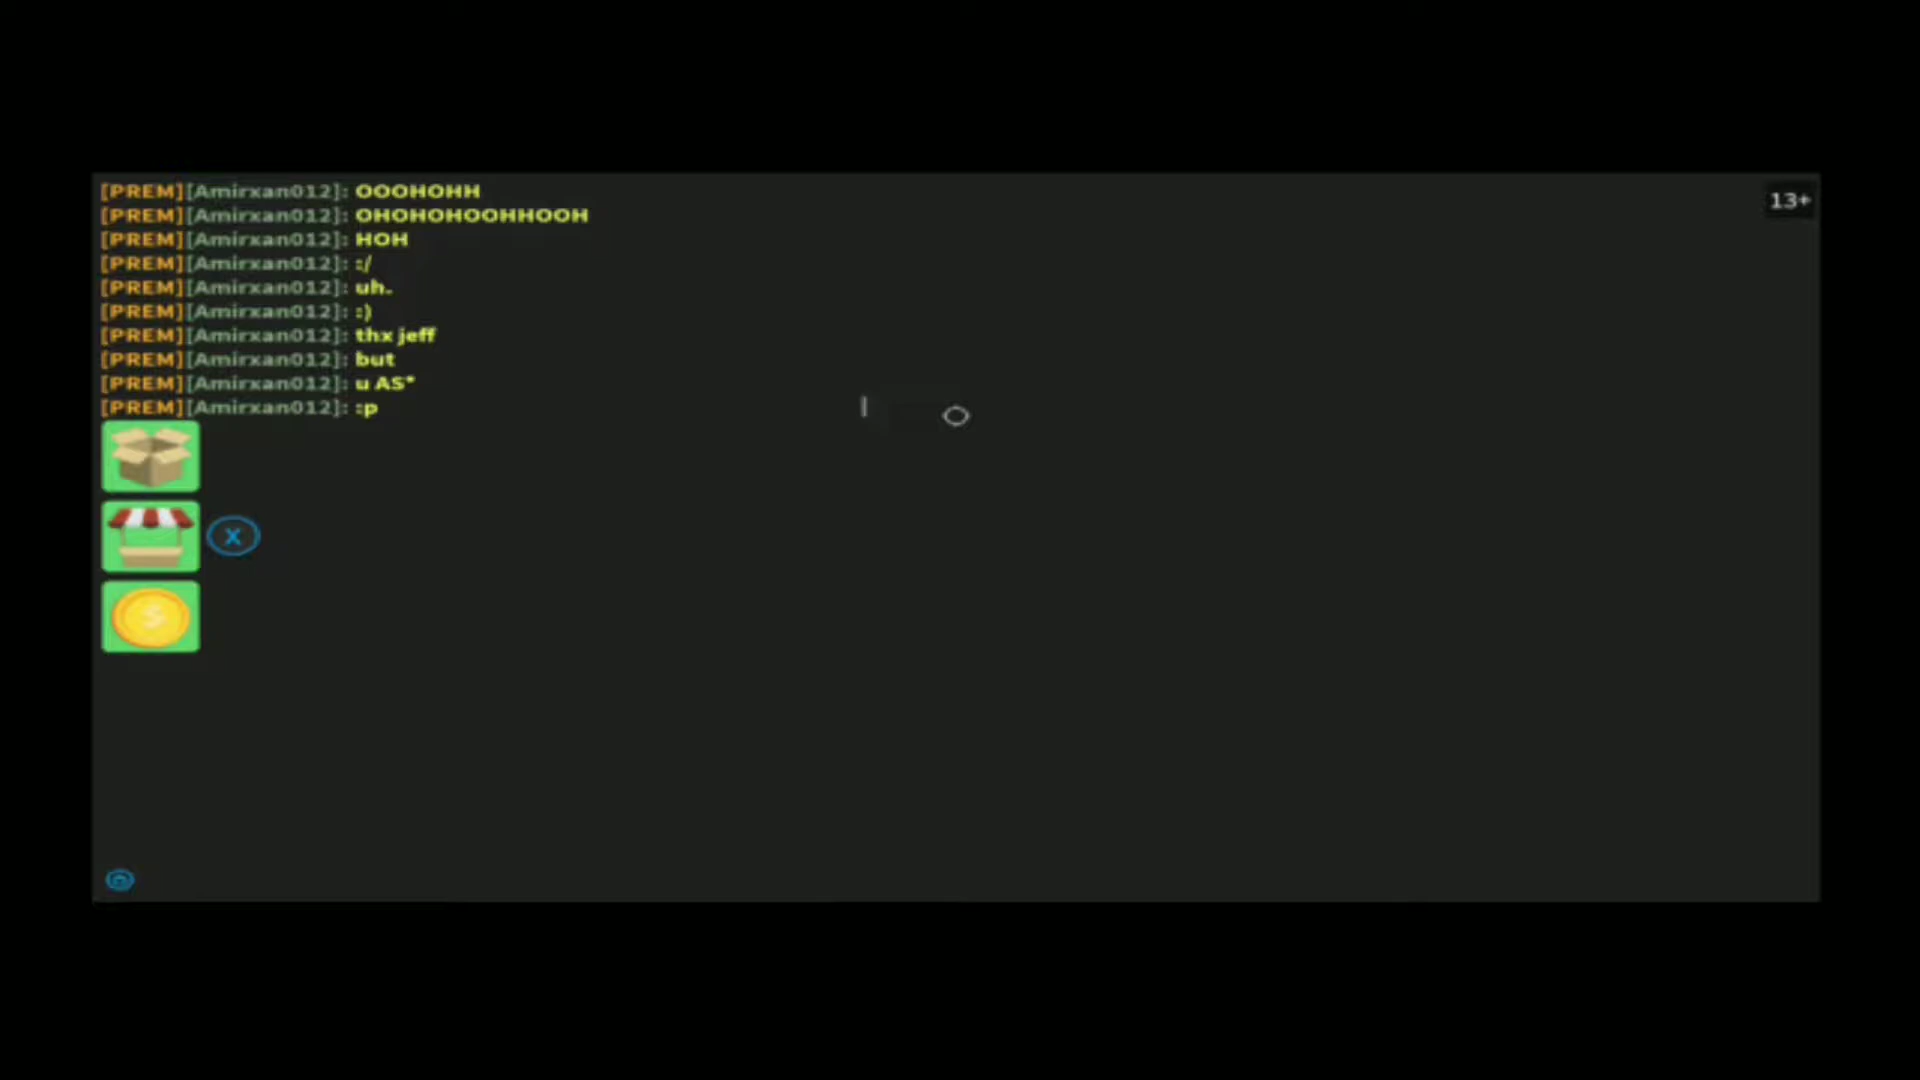 [PREM][Amirxan012]: OOOHOHH
13+
[PREM][Amirxan012]: OHOHOHOOHHOOH
[PREM][Amirxan012]: HOH
[PREM][Amirxan012]: :/
[PREM][Amirxan012]: uh.
[PREM][Amirxan012]: :)
[PREM][Amirxan012]: thx jeff
[PREM][Amirxan012]: but
[PREM][Amirxan012]: u AS*
[PREM][Amirxan012]: :p
X
$